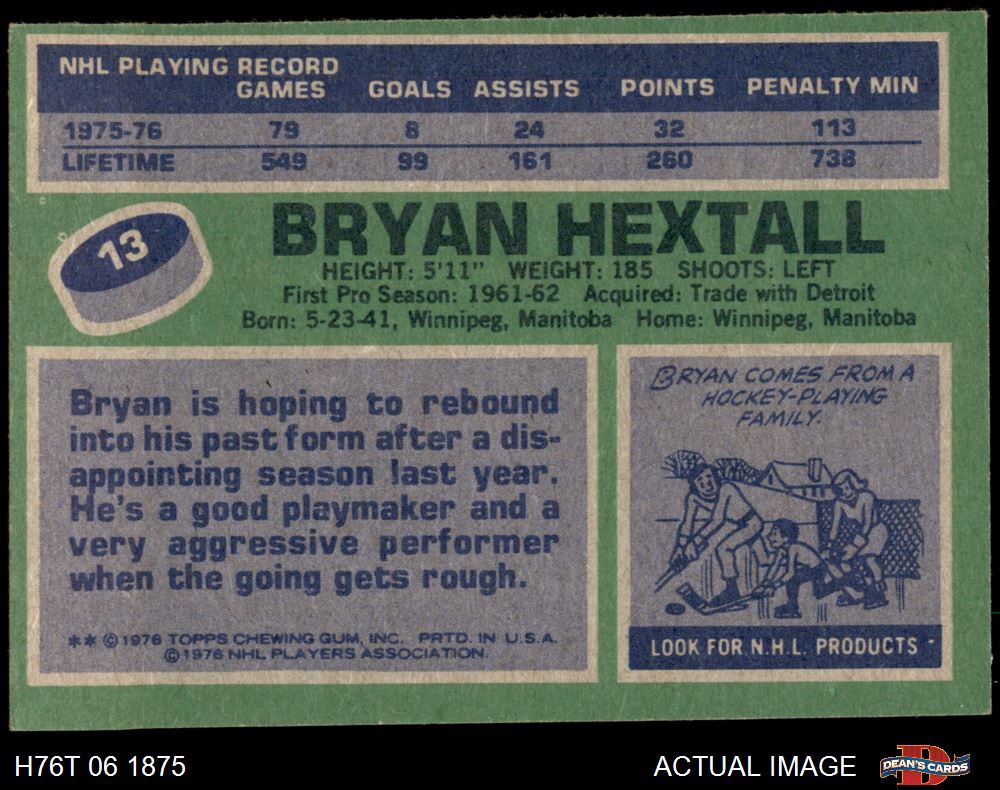 NHL PLAYING RECORD
GAMES GOALS ASSISTS POINTS PENALTY MIN
1975-76 79 8 24 32 113
LIFETIME 549 99 161 260 738
13
BRYAN HEXTALL
HEIGHT: 5'11" WEIGHT: 185 SHOOTS: LEFT
First Pro Season: 1961-62 Acquired: Trade with Detroit
Born: 5-23-41, Winnipeg, Manitoba Home: Winnipeg, Manitoba
Bryan is hoping to rebound
into his past form after a dis-
appointing season last year.
He's a good playmaker and a
very aggressive performer
when the going gets rough.
** © 1976 TOPPS CHEWING GUM, INC. PRTD. IN U.S.A.
© 1976 NHL PLAYERS ASSOCIATION.
BRYAN COMES FROM A
HOCKEY-PLAYING
FAMILY.
LOOK FOR N.H.L. PRODUCTS
H76T 06 1875
ACTUAL IMAGE
D
DEAN'S CARDS